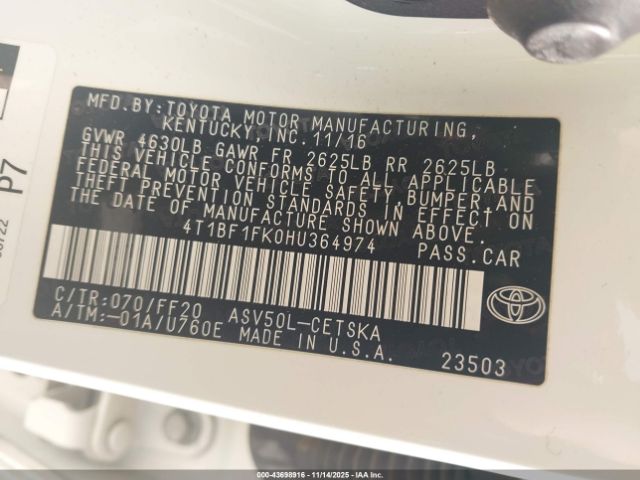 MFD.BY:TOYOTA MOTOR MANUFACTURING,
KENTUCKY,INC. 11/16
GVWR 4630LB GAWR FR 2625LB RR 2625LB
THIS VEHICLE CONFORMS TO ALL APPLICABLE
FEDERAL MOTOR VEHICLE SAFETY,BUMPER,AND
THEFT PREVENTION STANDARDS IN EFFECT ON
THE DATE OF MANUFACTURE SHOWN ABOVE.
4T1BF1FK0HU364974 PASS.CAR
C/TR:070/FF20 ASV50L-CETSKA
A/TM:-01A/U760E MADE IN U.S.A.
23503
P7
000-43698916 - 11/14/2025 - IAA Inc.